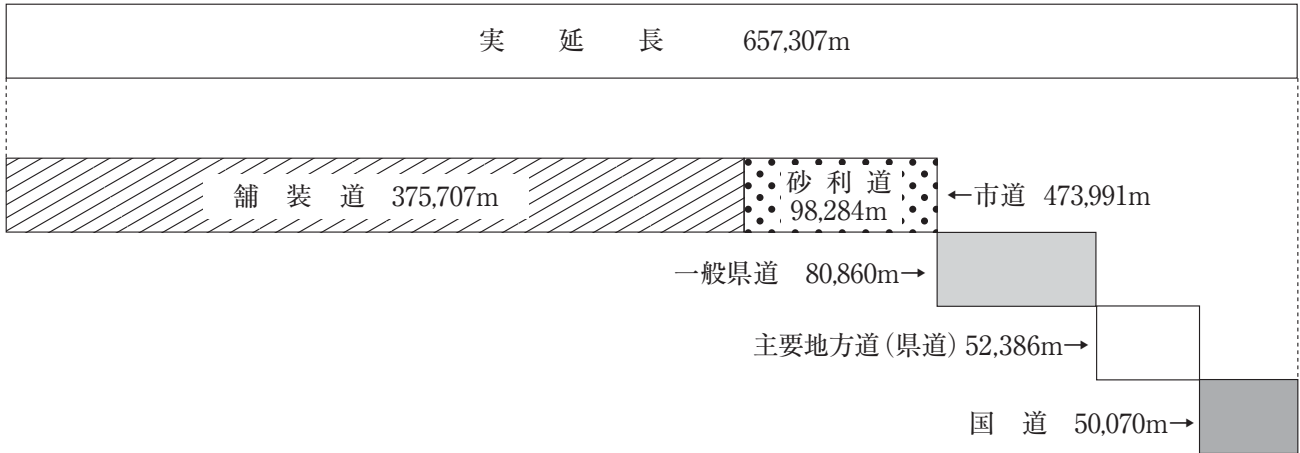 実　延　長　657,307m
舗　装　道　375,707m
砂 利 道
98,284m
←市道 473,991m
一般県道　80,860m→
主要地方道(県道) 52,386m→
国　道　50,070m→